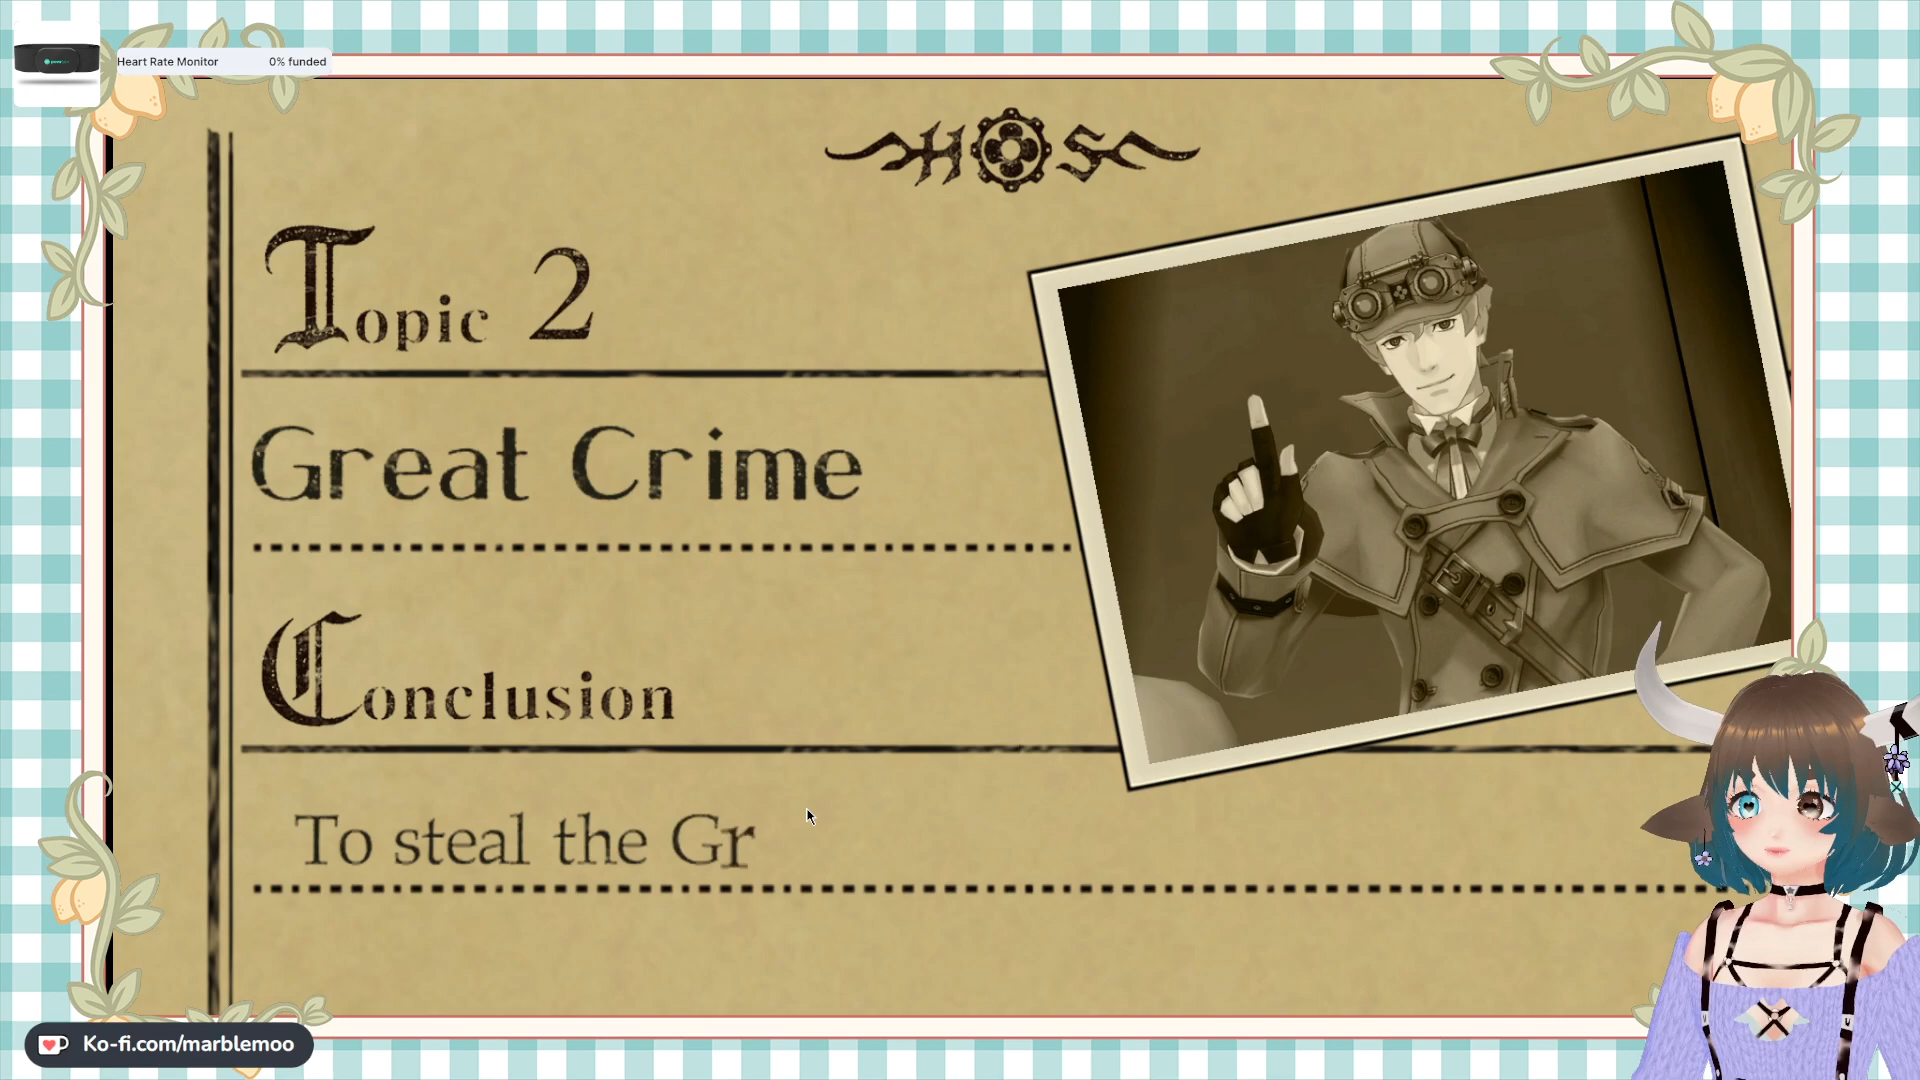 Heart Rate Monitor 0% funded
H S
Topic 2
Great Crime
Conclusion
To steal the Gr
Ko-fi.com/marblemoo